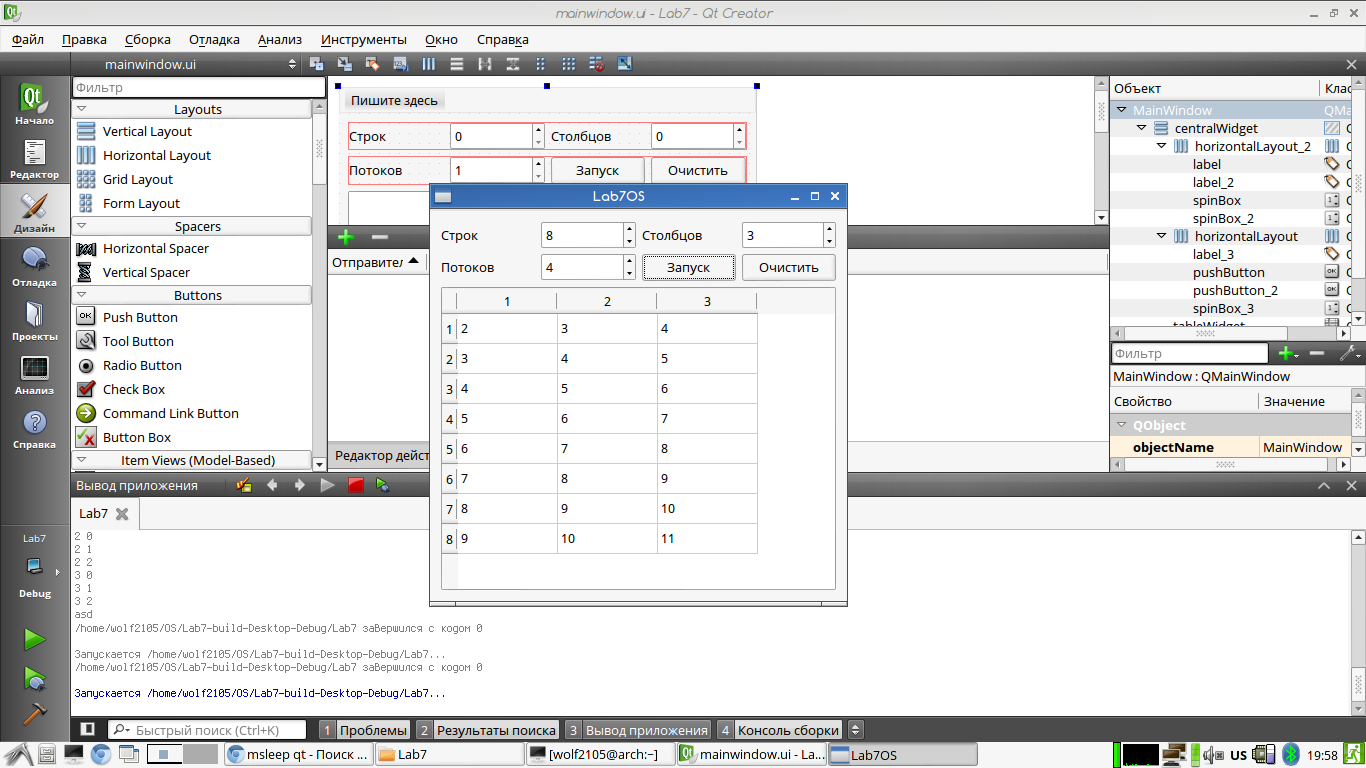 mainwindow.ui - Lab7 - Qt Creator
Файл Правка Сборка Отладка Анализ Инструменты Окно Справка
mainwindow.ui
Начало
Редактор
Дизайн
Отладка
Проекты
Анализ
Справка
Lab7
Debug
Фильтр
Layouts
Vertical Layout
Horizontal Layout
Grid Layout
Form Layout
Spacers
Horizontal Spacer
Vertical Spacer
Buttons
Push Button
Tool Button
Radio Button
Check Box
Command Link Button
Button Box
Item Views (Model-Based)
Пишите здесь
Строк 0 Столбцов 0
Потоков 1 Запуск Очистить
Отправител
Редактор дейст
Lab7OS
Строк 8 Столбцов 3
Потоков 4 Запуск Очистить
1 2 3
1 2 3 4
2 3 4 5
3 4 5 6
4 5 6 7
5 6 7 8
6 7 8 9
7 8 9 10
8 9 10 11
Объект Клас
MainWindow QMa
centralWidget
horizontalLayout_2
label
label_2
spinBox
spinBox_2
horizontalLayout
label_3
pushButton
pushButton_2
spinBox_3
tableWidget
Фильтр
MainWindow : QMainWindow
Свойство Значение
QObject
objectName MainWindow
Вывод приложения
Lab7
2 0
2 1
2 2
3 0
3 1
3 2
asd
/home/wolf2105/OS/Lab7-build-Desktop-Debug/Lab7 завершился с кодом 0
Запускается /home/wolf2105/OS/Lab7-build-Desktop-Debug/Lab7...
/home/wolf2105/OS/Lab7-build-Desktop-Debug/Lab7 завершился с кодом 0
Запускается /home/wolf2105/OS/Lab7-build-Desktop-Debug/Lab7...
Быстрый поиск (Ctrl+K) 1 Проблемы 2 Результаты поиска 3 Вывод приложения 4 Консоль сборки
msleep qt - Поиск ... Lab7 [wolf2105@arch:~] mainwindow.ui - La... Lab7OS US 19:58